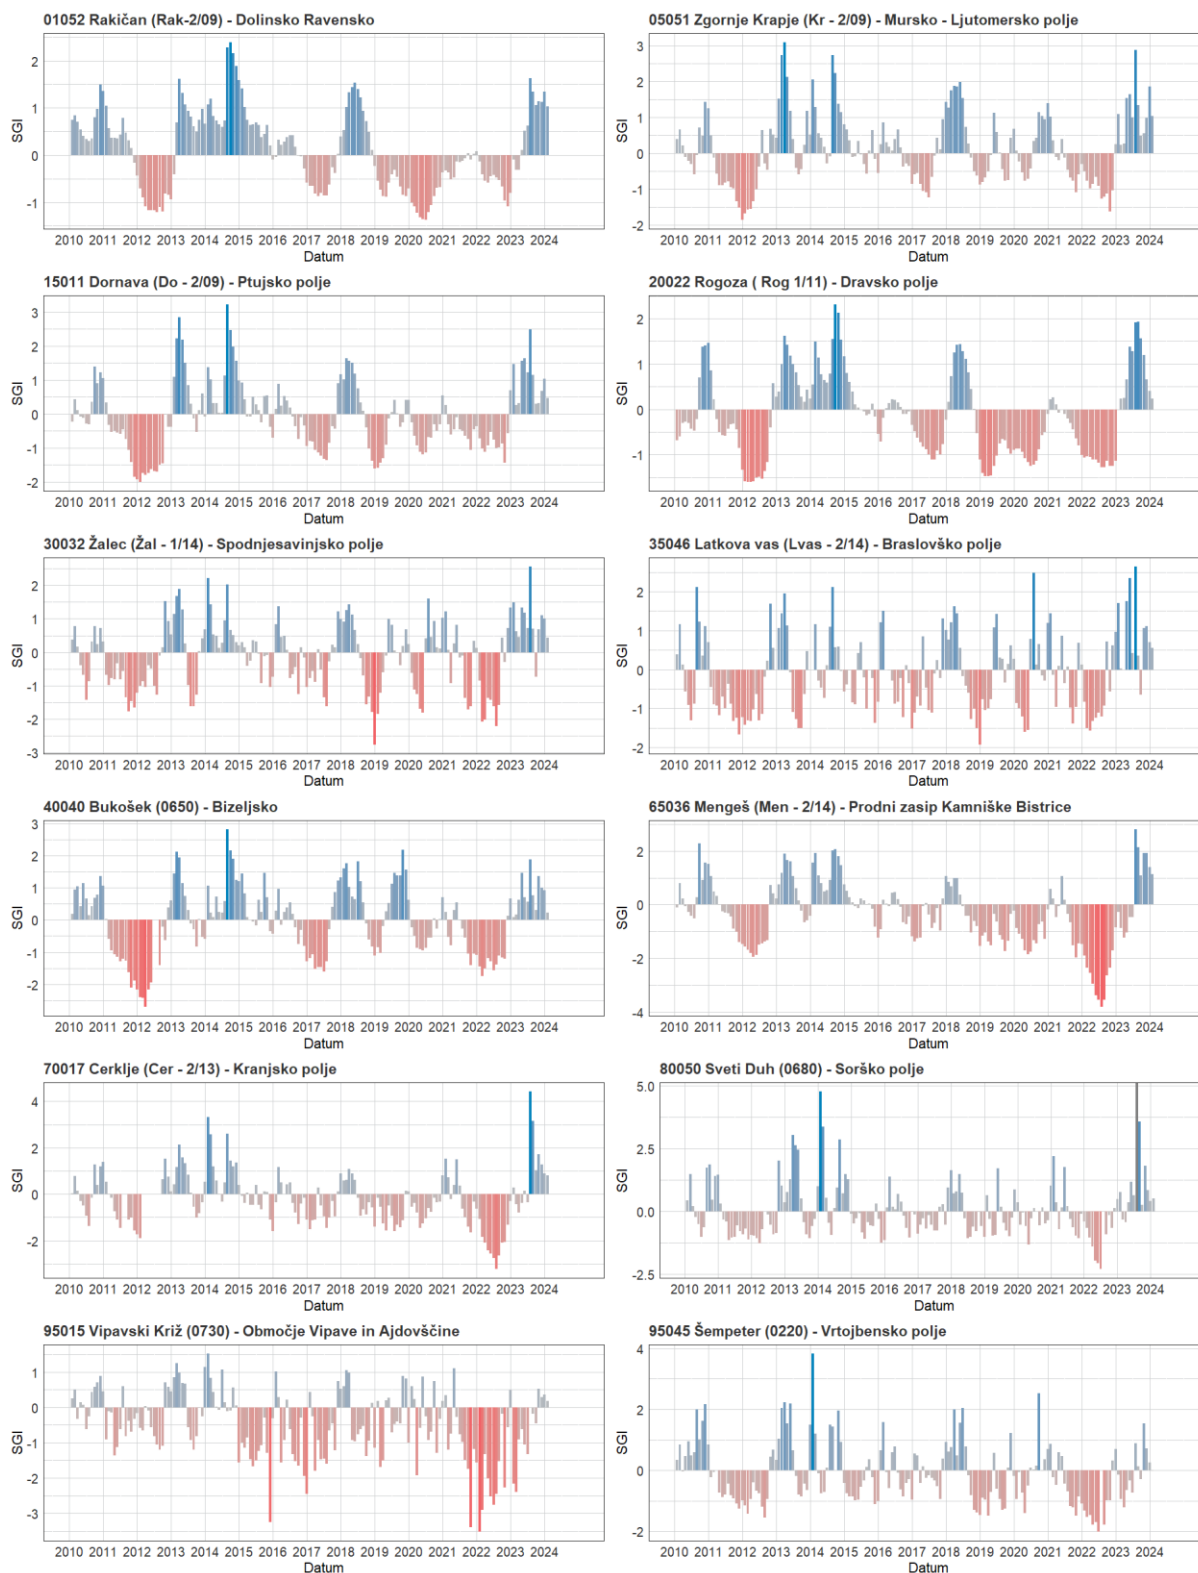 01052 Rakičan (Rak-2/09) - Dolinsko Ravensko
2
1
0
-1
SGI
2010 2011 2012 2013 2014 2015 2016 2017 2018 2019 2020 2021 2022 2023 2024
Datum
05051 Zgornje Krapje (Kr - 2/09) - Mursko - Ljutomersko polje
3
2
1
0
-1
-2
SGI
2010 2011 2012 2013 2014 2015 2016 2017 2018 2019 2020 2021 2022 2023 2024
Datum
15011 Dornava (Do - 2/09) - Ptujsko polje
3
2
1
0
-1
-2
SGI
2010 2011 2012 2013 2014 2015 2016 2017 2018 2019 2020 2021 2022 2023 2024
Datum
20022 Rogoza ( Rog 1/11) - Dravsko polje
2
1
0
-1
SGI
2010 2011 2012 2013 2014 2015 2016 2017 2018 2019 2020 2021 2022 2023 2024
Datum
30032 Žalec (Žal - 1/14) - Spodnjesavinjsko polje
2
1
0
-1
-2
-3
SGI
2010 2011 2012 2013 2014 2015 2016 2017 2018 2019 2020 2021 2022 2023 2024
Datum
35046 Latkova vas (Lvas - 2/14) - Braslovško polje
2
1
0
-1
-2
SGI
2010 2011 2012 2013 2014 2015 2016 2017 2018 2019 2020 2021 2022 2023 2024
Datum
40040 Bukošek (0650) - Bizeljsko
3
2
1
0
-1
-2
SGI
2010 2011 2012 2013 2014 2015 2016 2017 2018 2019 2020 2021 2022 2023 2024
Datum
65036 Mengeš (Men - 2/14) - Prodni zasip Kamniške Bistrice
2
0
-2
-4
SGI
2010 2011 2012 2013 2014 2015 2016 2017 2018 2019 2020 2021 2022 2023 2024
Datum
70017 Cerklje (Cer - 2/13) - Kranjsko polje
4
2
0
-2
SGI
2010 2011 2012 2013 2014 2015 2016 2017 2018 2019 2020 2021 2022 2023 2024
Datum
80050 Sveti Duh (0680) - Sorško polje
5.0
2.5
0.0
-2.5
SGI
2010 2011 2012 2013 2014 2015 2016 2017 2018 2019 2020 2021 2022 2023 2024
Datum
95015 Vipavski Križ (0730) - Območje Vipave in Ajdovščine
1
0
-1
-2
-3
SGI
2010 2011 2012 2013 2014 2015 2016 2017 2018 2019 2020 2021 2022 2023 2024
Datum
95045 Šempeter (0220) - Vrtojbensko polje
4
2
0
-2
SGI
2010 2011 2012 2013 2014 2015 2016 2017 2018 2019 2020 2021 2022 2023 2024
Datum